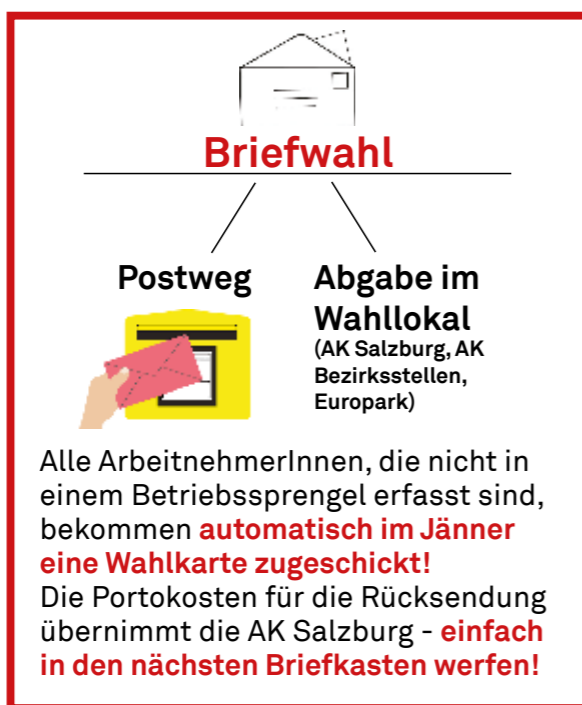 Briefwahl
Postweg
Abgabe im
Wahllokal
(AK Salzburg, AK
Bezirksstellen,
Europark)
Alle ArbeitnehmerInnen, die nicht in
einem Betriebssprengel erfasst sind,
bekommen automatisch im Jänner
eine Wahlkarte zugeschickt!
Die Portokosten für die Rücksendung
übernimmt die AK Salzburg - einfach
in den nächsten Briefkasten werfen!